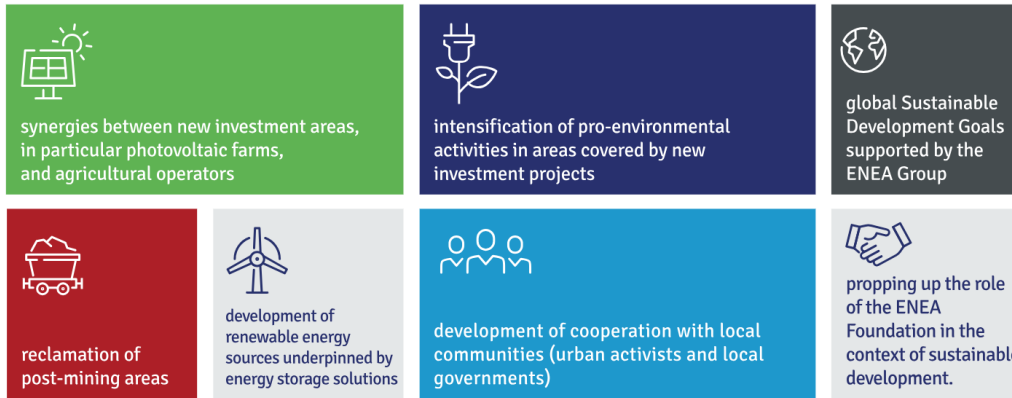 synergies between new investment areas,
in particular photovoltaic farms,
and agricultural operators
intensification of pro-environmental
activities in areas covered by new
investment projects
global Sustainable
Development Goals
supported by the
ENEA Group
reclamation of
post-mining areas
development of
renewable energy
sources underpinned by
energy storage solutions
development of cooperation with local
communities (urban activists and local
governments)
propping up the role
of the ENEA
Foundation in the
context of sustainable
development.